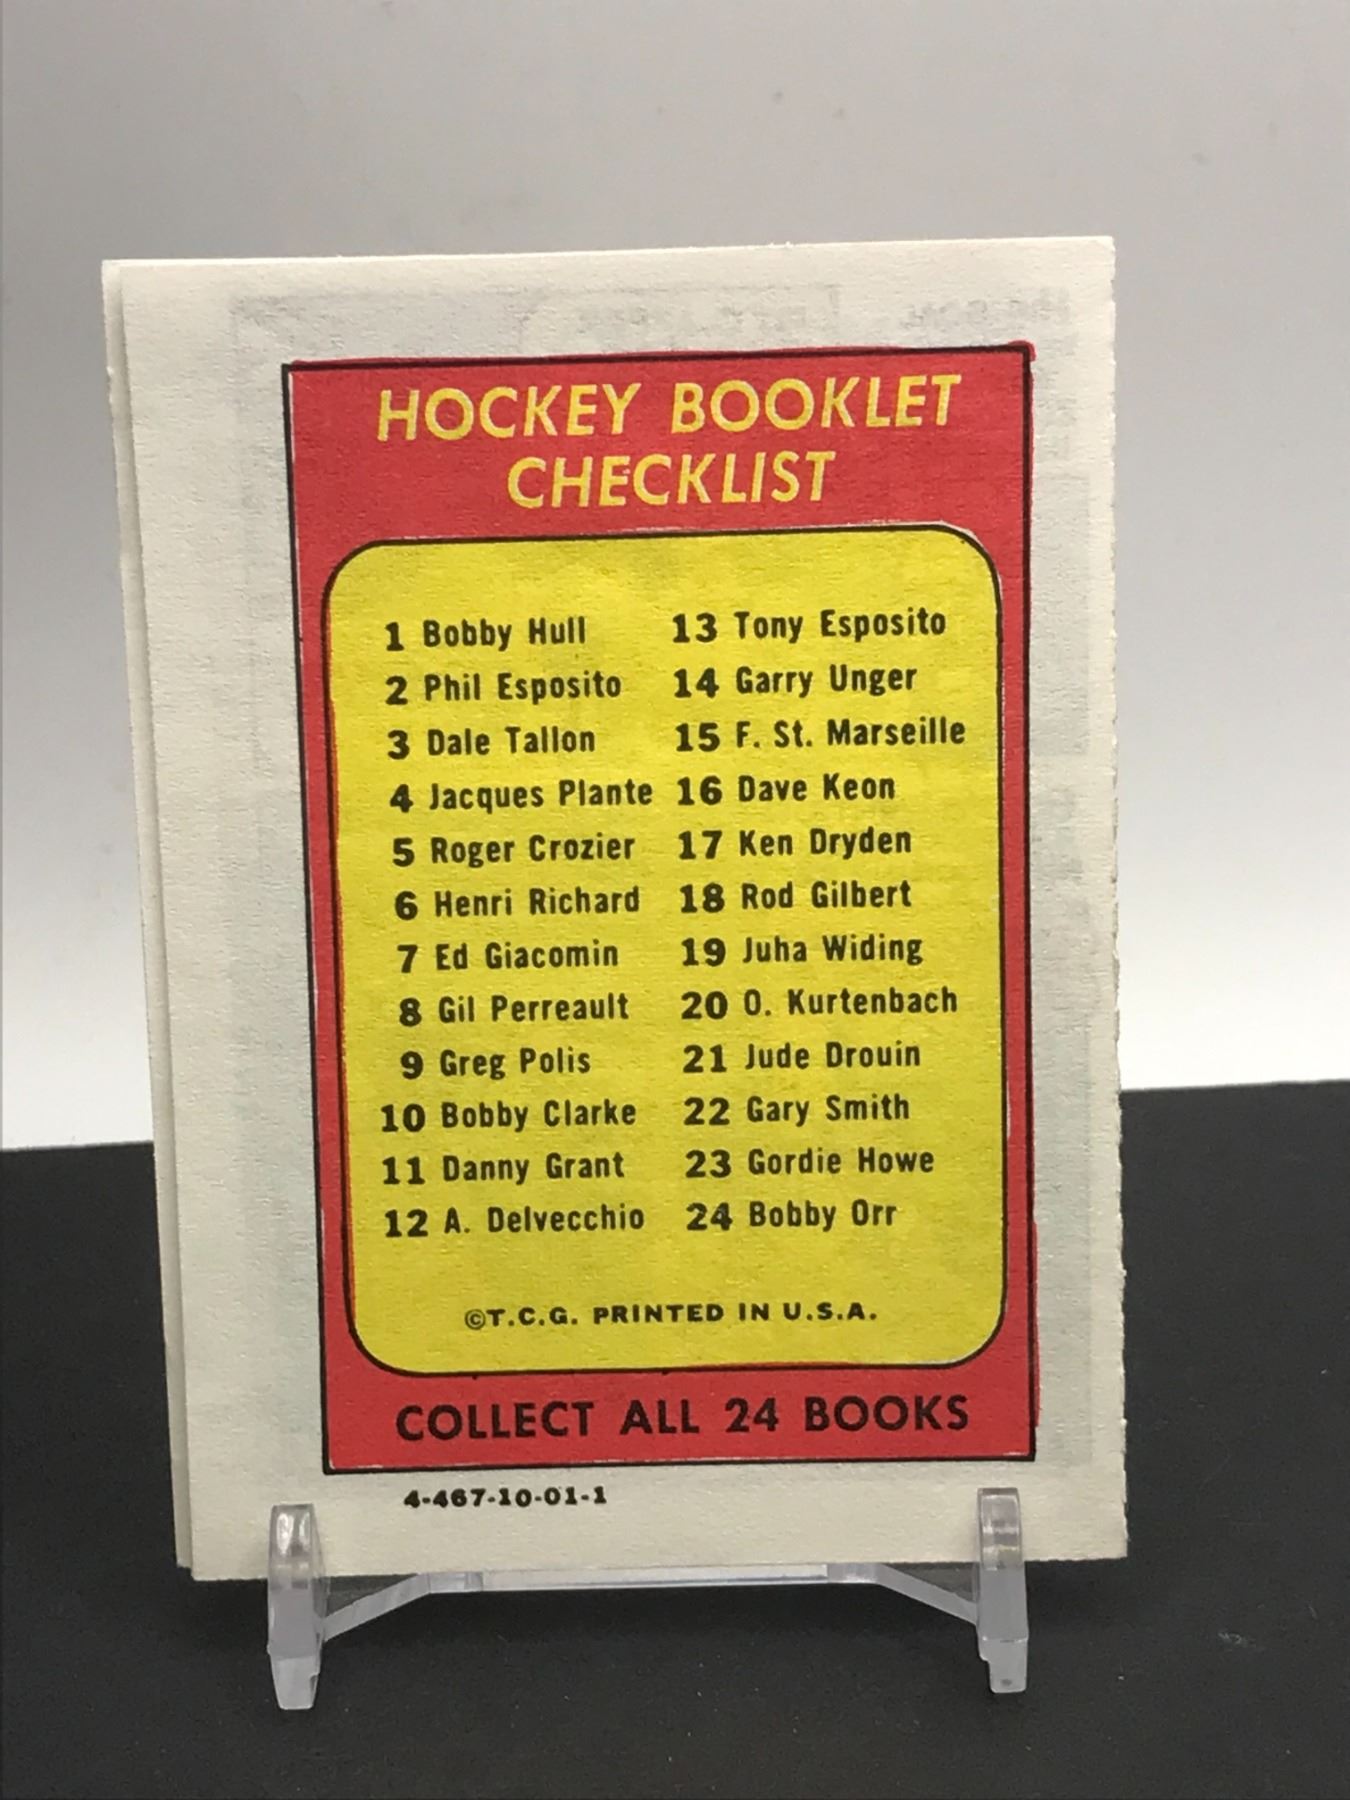 HOCKEY BOOKLET
CHECKLIST
1 Bobby Hull
2 Phil Esposito
3 Dale Tallon
4 Jacques Plante
5 Roger Crozier
6 Henri Richard
7 Ed Giacomin
8 Gil Perreault
9 Greg Polis
10 Bobby Clarke
11 Danny Grant
12 A. Delvecchio
13 Tony Esposito
14 Garry Unger
15 F. St. Marseille
16 Dave Keon
17 Ken Dryden
18 Rod Gilbert
19 Juha Widing
20 O. Kurtenbach
21 Jude Drouin
22 Gary Smith
23 Gordie Howe
24 Bobby Orr
©T.C.G. PRINTED IN U.S.A.
COLLECT ALL 24 BOOKS
4-467-10-01-1